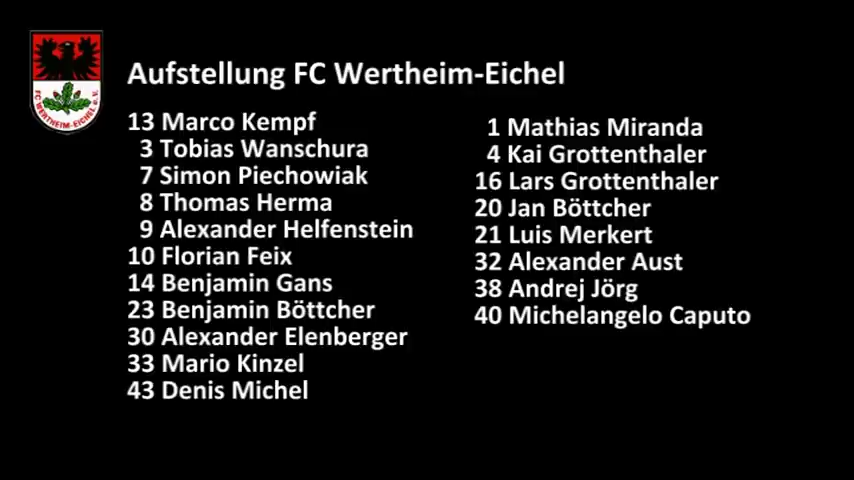 Aufstellung FC Wertheim-Eichel
13 Marco Kempf
3 Tobias Wanschura
7 Simon Piechowiak
8 Thomas Herma
9 Alexander Helfenstein
10 Florian Feix
14 Benjamin Gans
23 Benjamin Böttcher
30 Alexander Elenberger
33 Mario Kinzel
43 Denis Michel
1 Mathias Miranda
4 Kai Grottenthaler
16 Lars Grottenthaler
20 Jan Böttcher
21 Luis Merkert
32 Alexander Aust
38 Andrej Jörg
40 Michelangelo Caputo
FC WERTHEIM-EICHEL e.V.